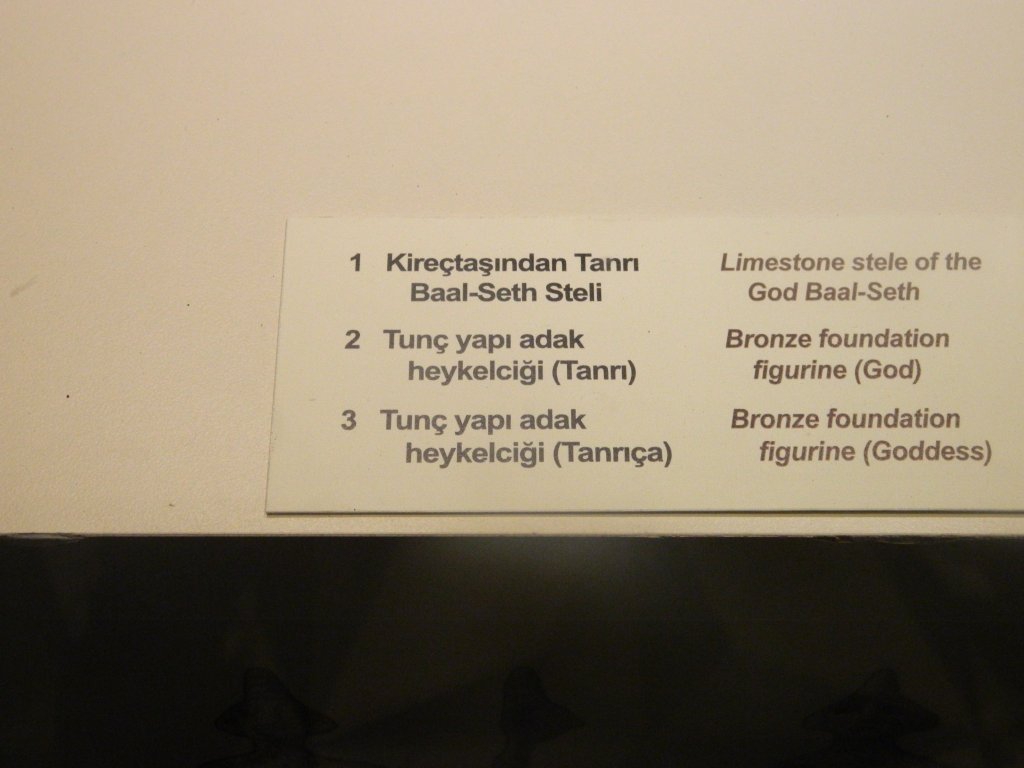 1 Kireçtaşından Tanrı
Baal-Seth Steli
2 Tunç yapı adak
heykelciği (Tanrı)
3 Tunç yapı adak
heykelciği (Tanrıça)
Limestone stele of the
God Baal-Seth
Bronze foundation
figurine (God)
Bronze foundation
figurine (Goddess)